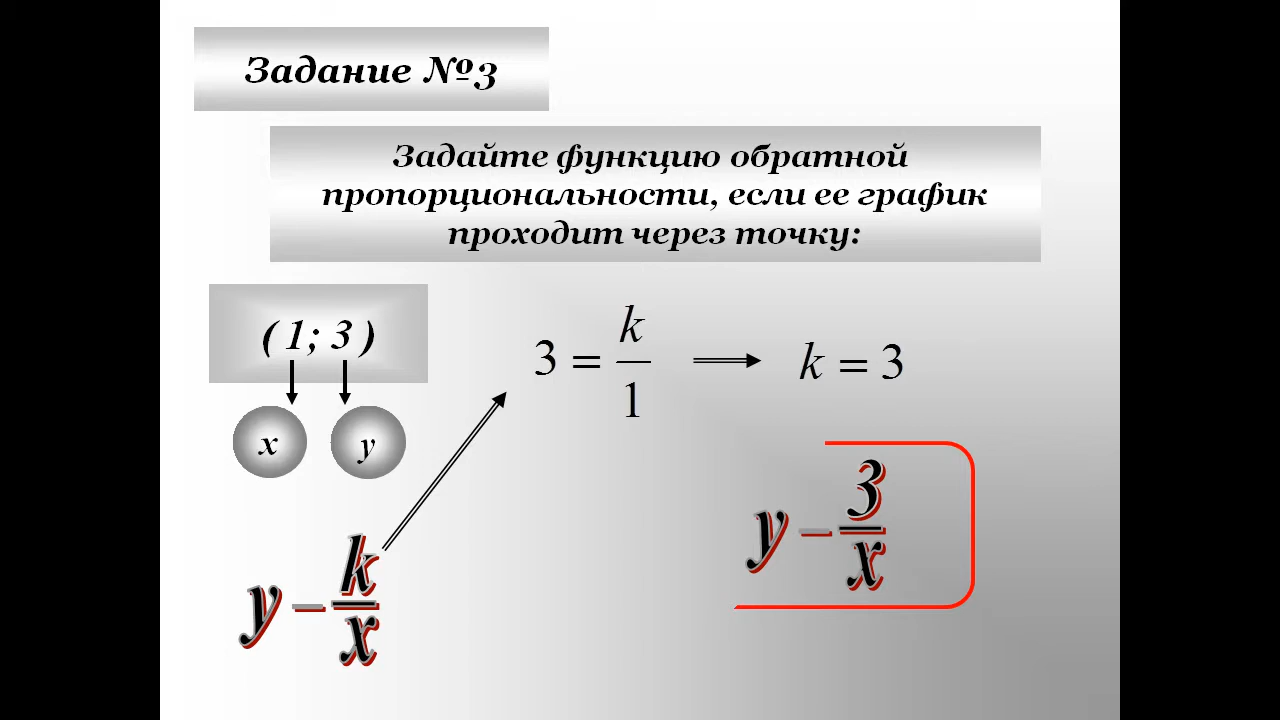 Задание №3
Задайте функцию обратной
пропорциональности, если ее график
проходит через точку:
( 1; 3 )
x y
3 = k/1
k = 3
y – k/x
y – 3/x